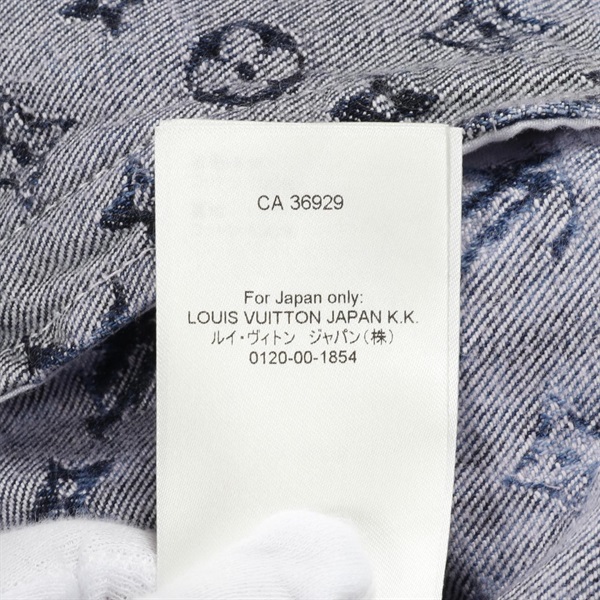 CA 36929
For Japan only:
LOUIS VUITTON JAPAN K.K.
ルイ・ヴィトン ジャパン(株)
0120-00-1854